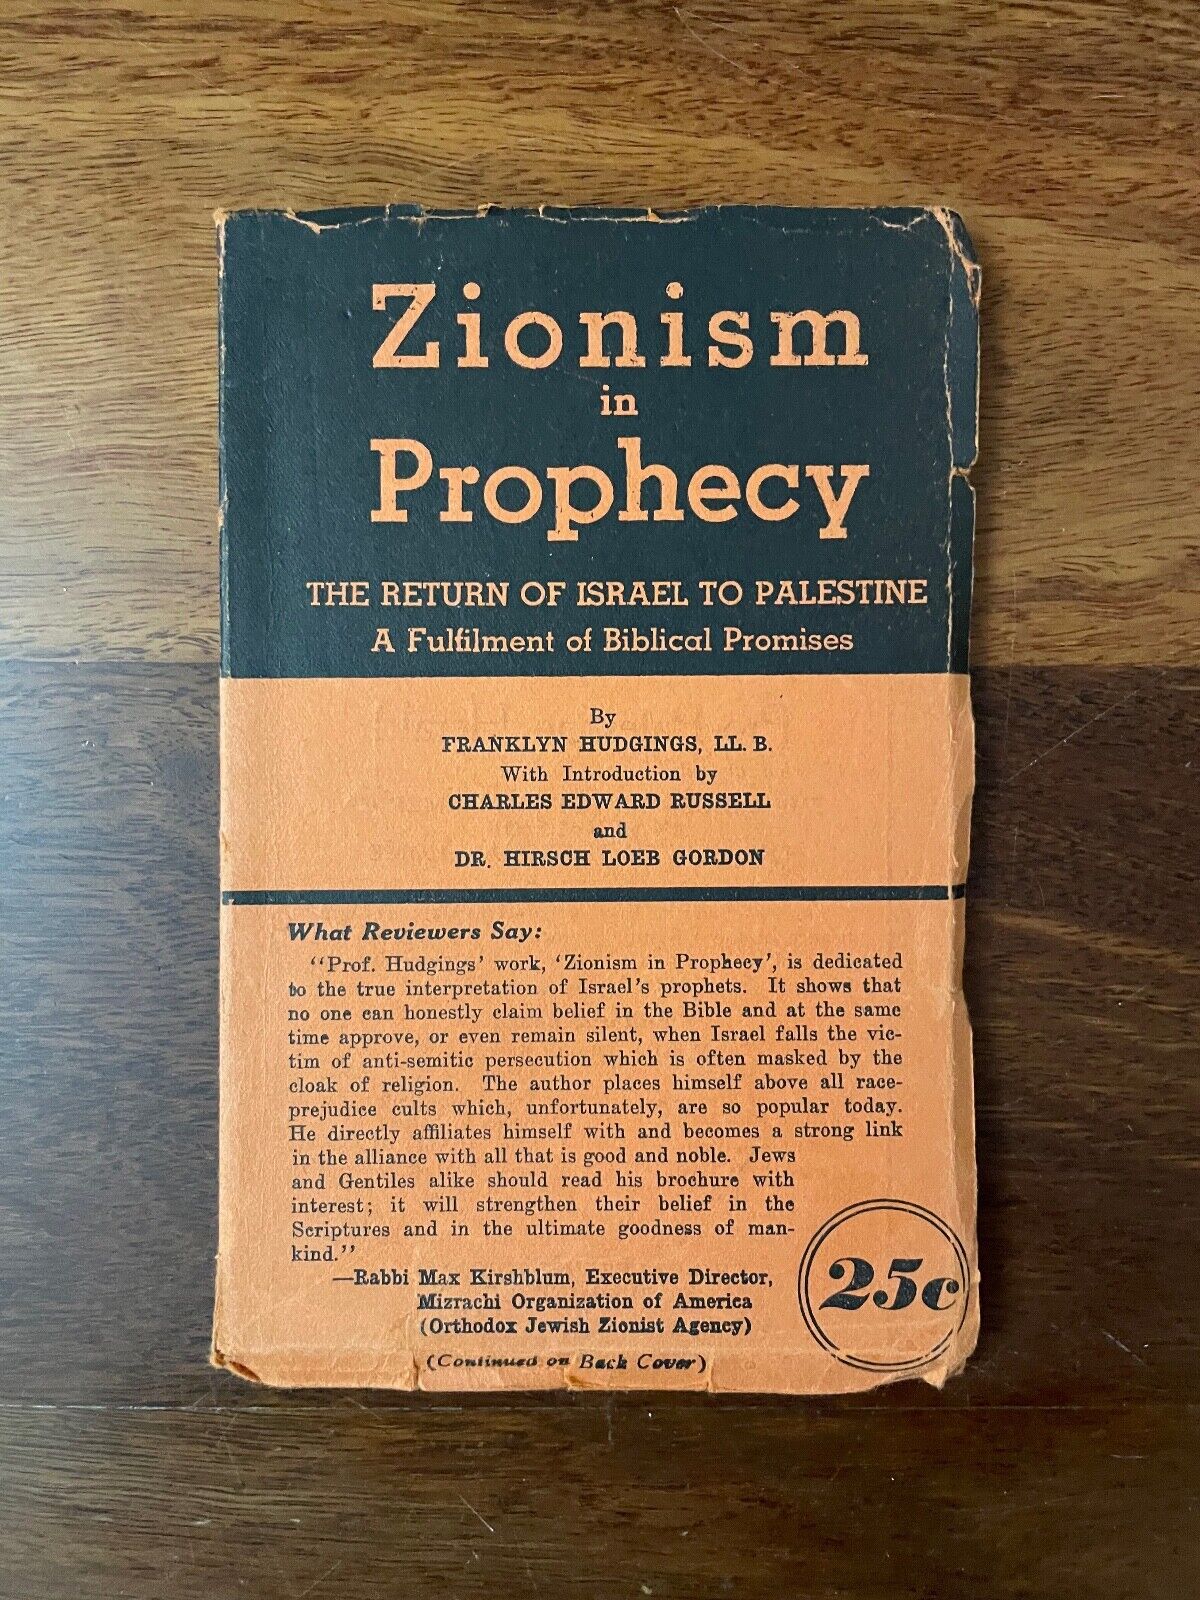 Zionism
in
Prophecy
THE RETURN OF ISRAEL TO PALESTINE
A Fulfilment of Biblical Promises
By
FRANKLYN HUDGINGS, LL. B.
With Introduction by
CHARLES EDWARD RUSSELL
and
DR. HIRSCH LOEB GORDON
What Reviewers Say:
"Prof. Hudgings' work, 'Zionism in Prophecy', is dedicated
to the true interpretation of Israel's prophets. It shows that
no one can honestly claim belief in the Bible and at the same
time approve, or even remain silent, when Israel falls the vic-
tim of anti-semitic persecution which is often masked by the
cloak of religion. The author places himself above all race-
prejudice cults which, unfortunately, are so popular today.
He directly affiliates himself with and becomes a strong link
in the alliance with all that is good and noble. Jews
and Gentiles alike should read his brochure with
interest; it will strengthen their belief in the
Scriptures and in the ultimate goodness of man-
kind."
—Rabbi Max Kirshblum, Executive Director,
Mizrachi Organization of America
(Orthodox Jewish Zionist Agency)
(Continued on Back Cover)
25c